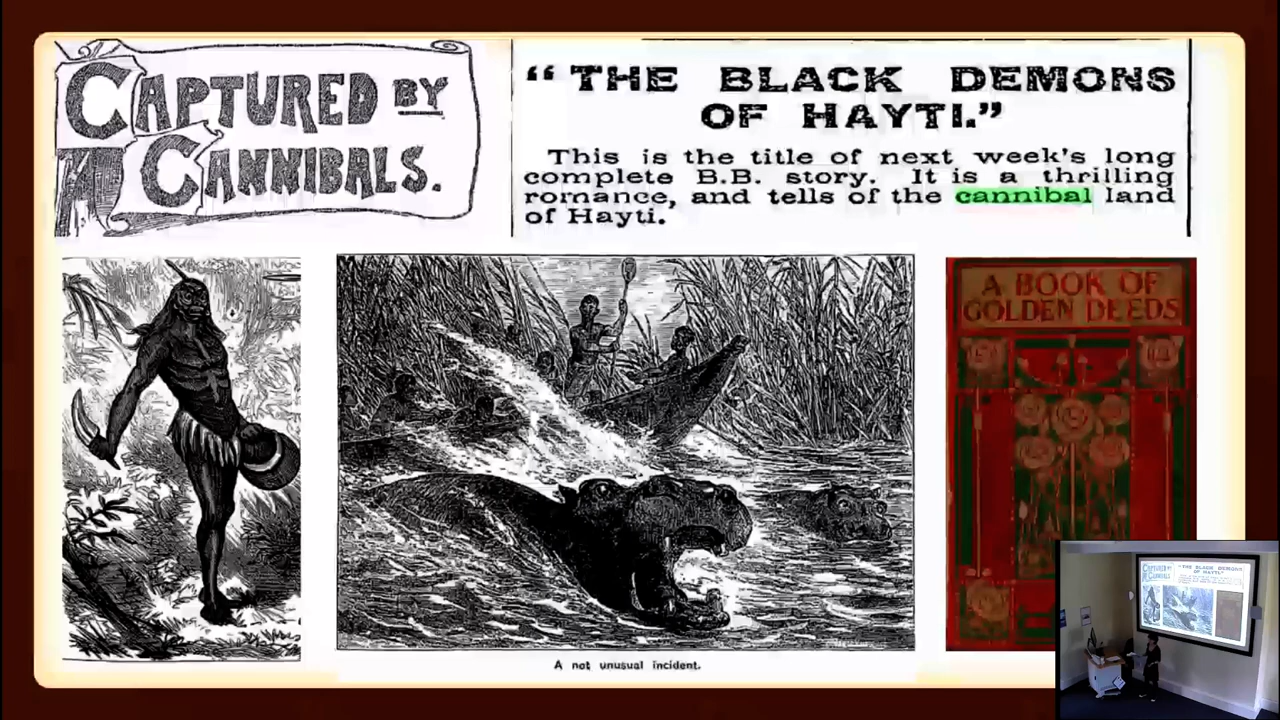 CAPTURED BY
CANNIBALS.
“THE BLACK DEMONS
OF HAYTI.”
This is the title of next week's long
complete B.B. story. It is a thrilling
romance, and tells of the cannibal land
of Hayti.
A BOOK OF
GOLDEN DEEDS
A not unusual incident.